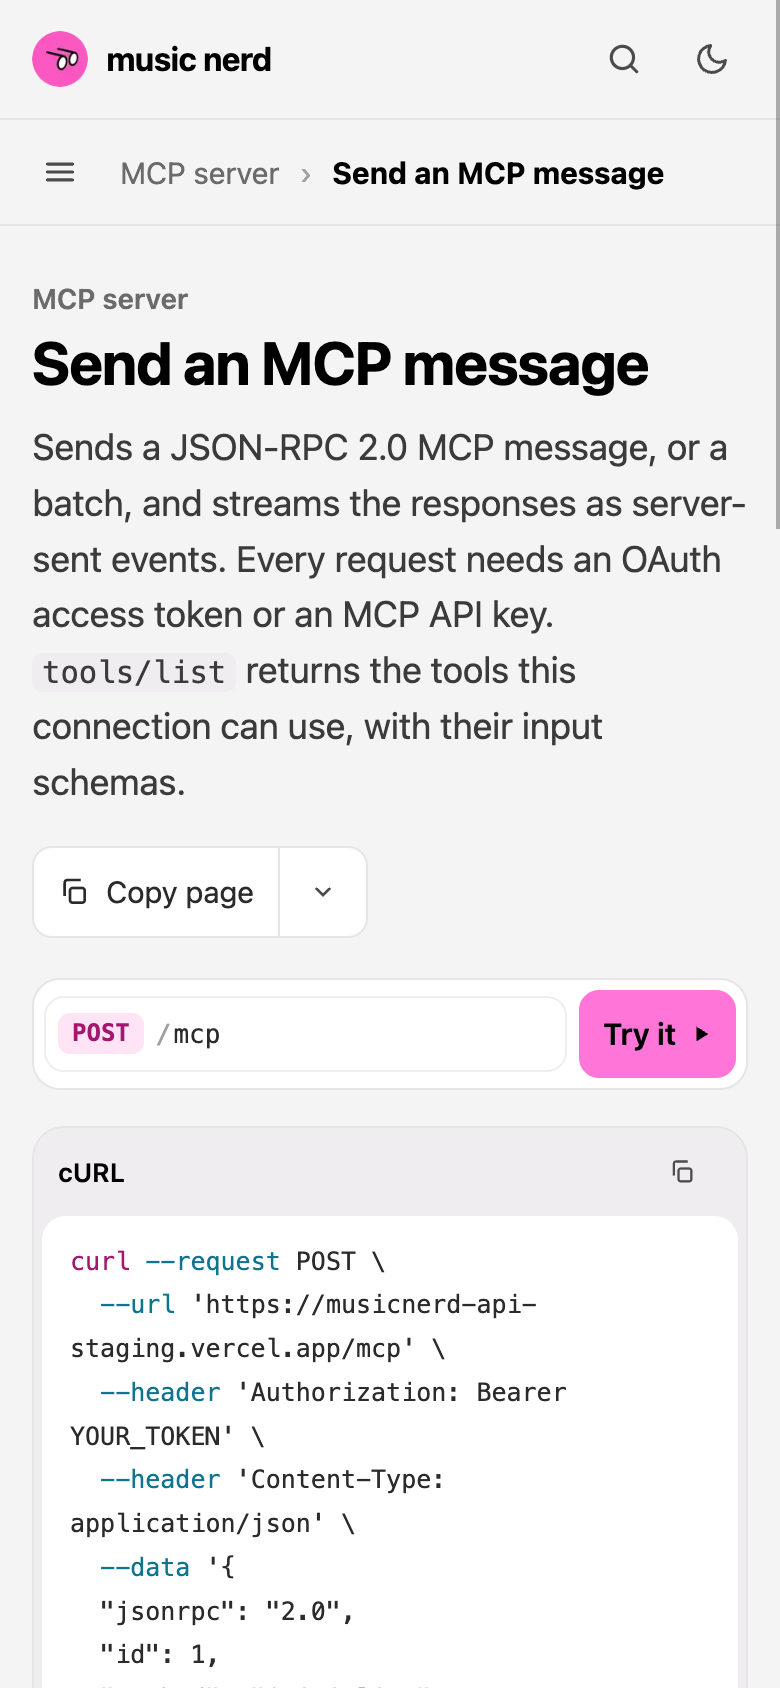 music nerd
MCP server › Send an MCP message
MCP server
Send an MCP message
Sends a JSON-RPC 2.0 MCP message, or a
batch, and streams the responses as server-
sent events. Every request needs an OAuth
access token or an MCP API key.
tools/list returns the tools this
connection can use, with their input
schemas.
Copy page
POST /mcp
Try it
cURL
curl --request POST \
--url 'https://musicnerd-api-
staging.vercel.app/mcp' \
--header 'Authorization: Bearer
YOUR_TOKEN' \
--header 'Content-Type:
application/json' \
--data '{
"jsonrpc": "2.0",
"id": 1,